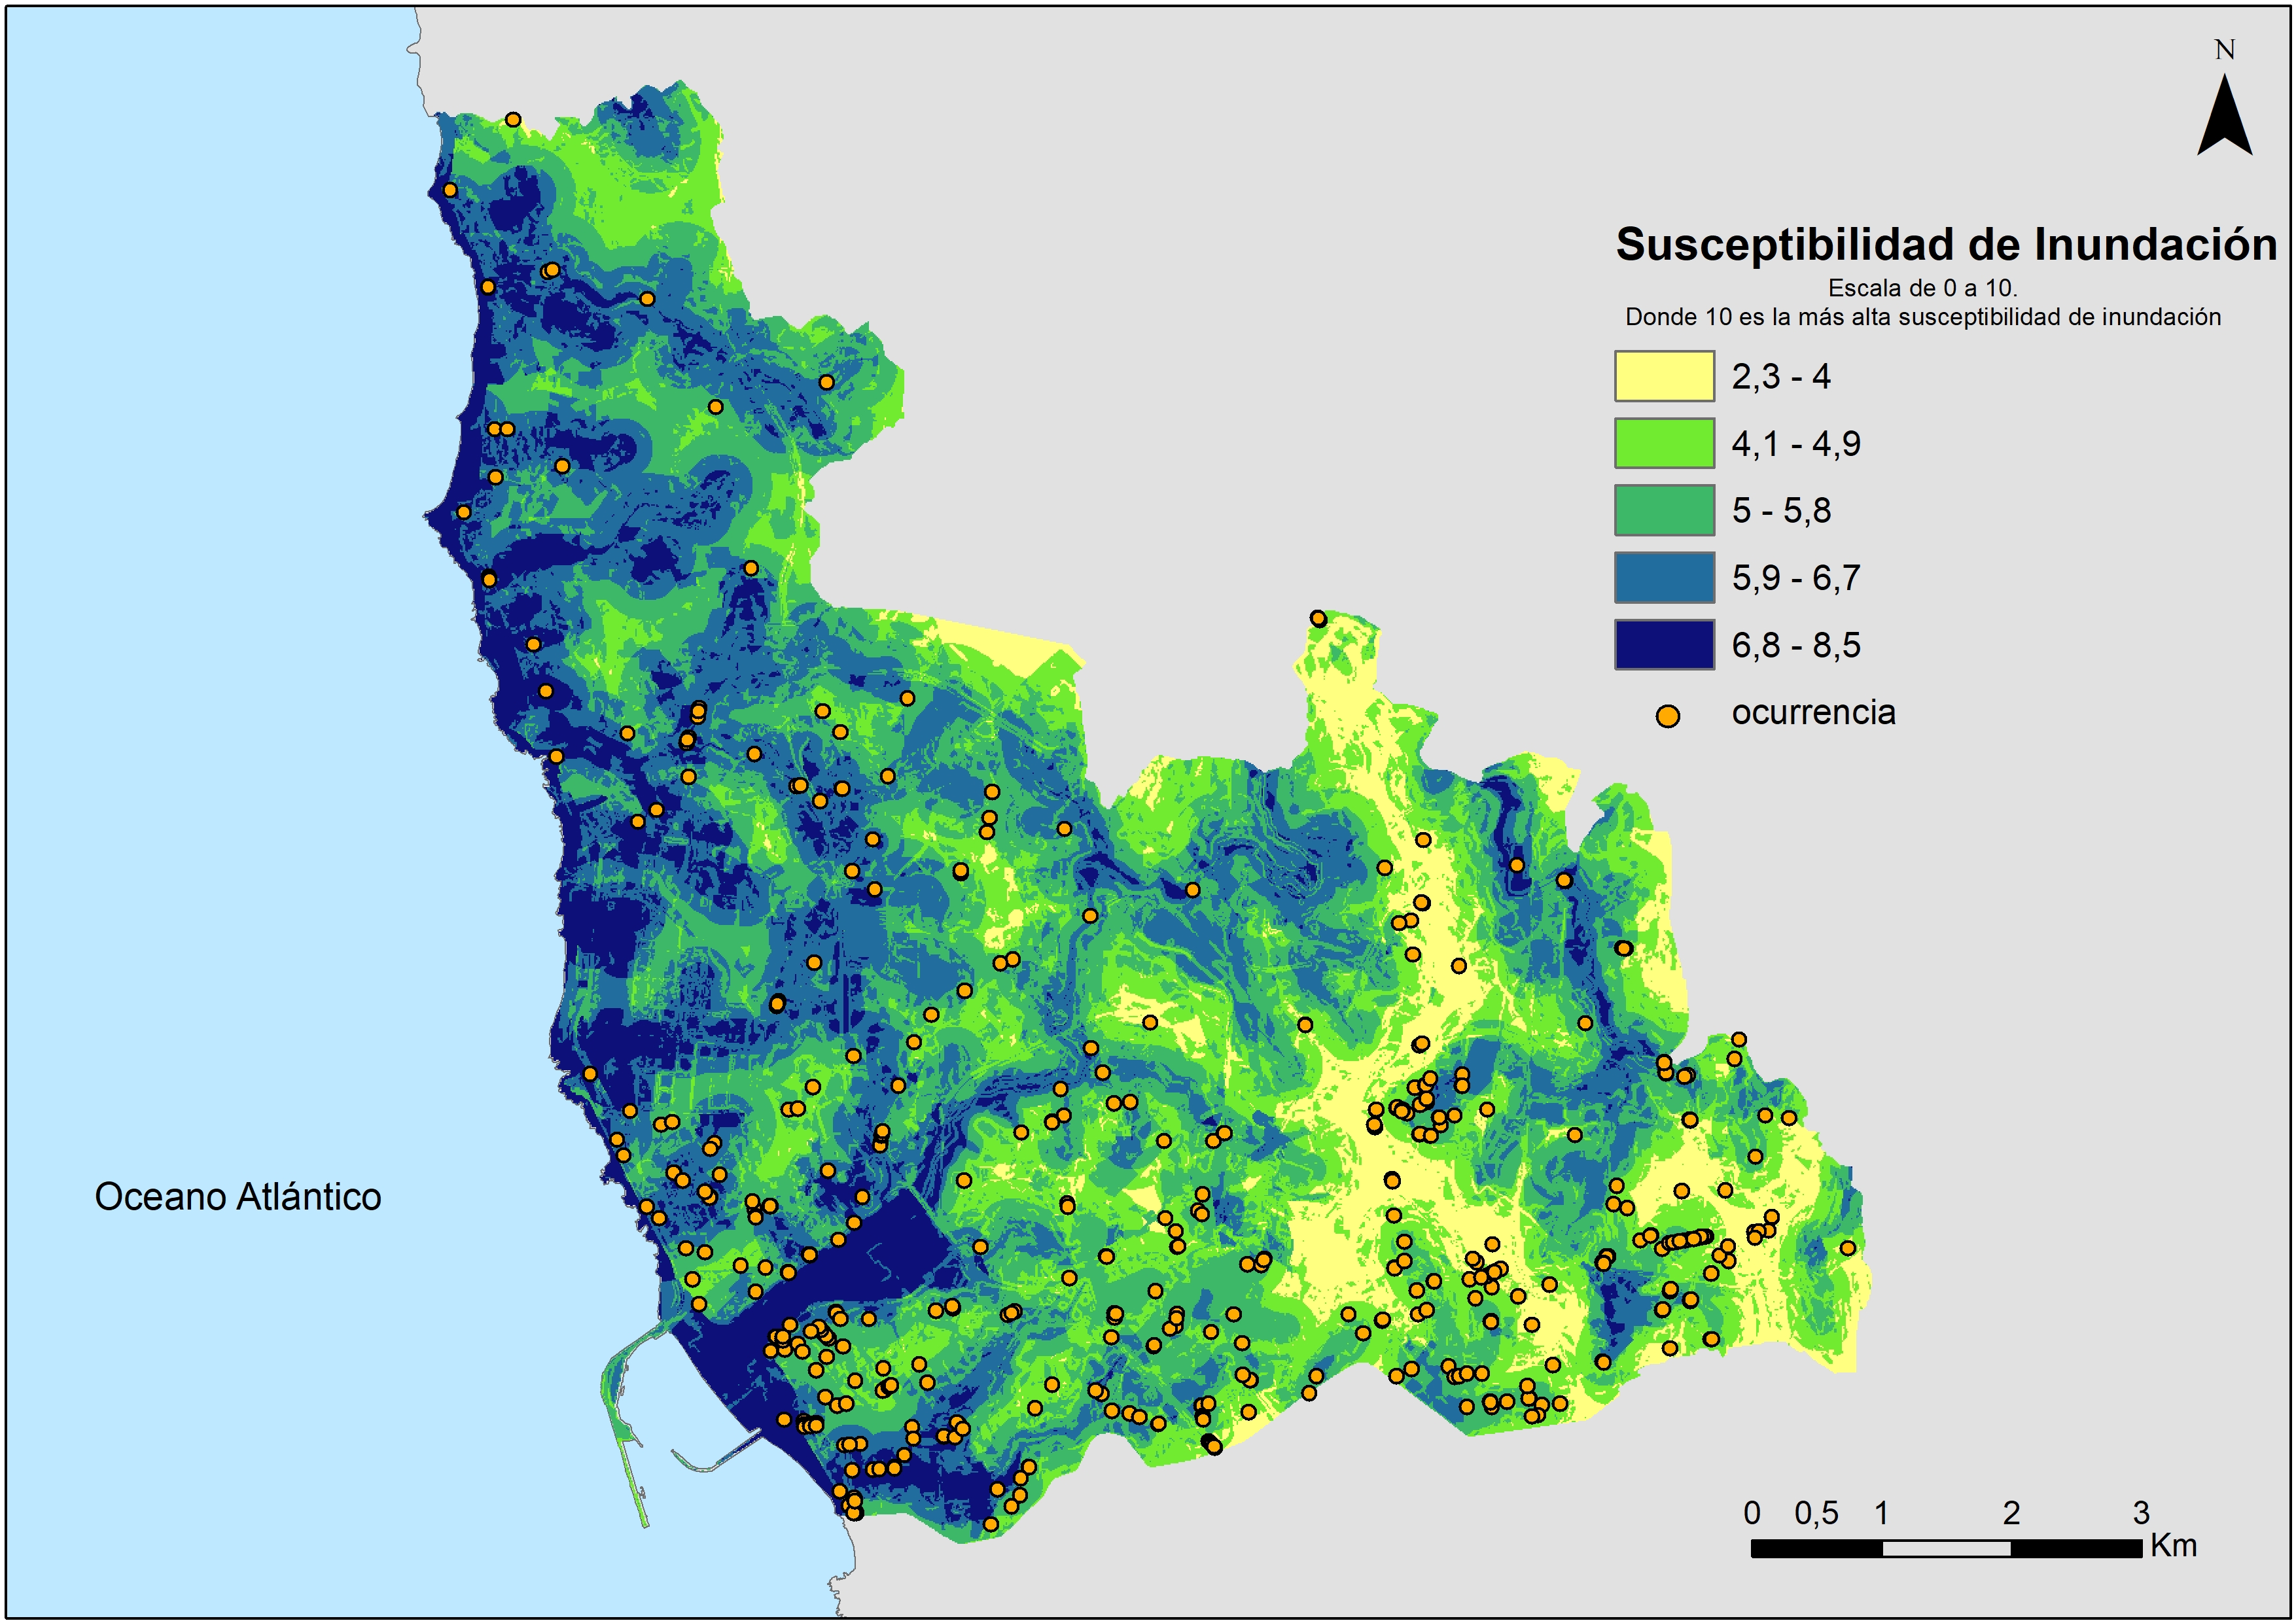 N
Susceptibilidad de Inundación
Escala de 0 a 10.
Donde 10 es la más alta susceptibilidad de inundación
2,3 - 4
4,1 - 4,9
5 - 5,8
5,9 - 6,7
6,8 - 8,5
ocurrencia
Oceano Atlántico
0 0,5 1 2 3
Km